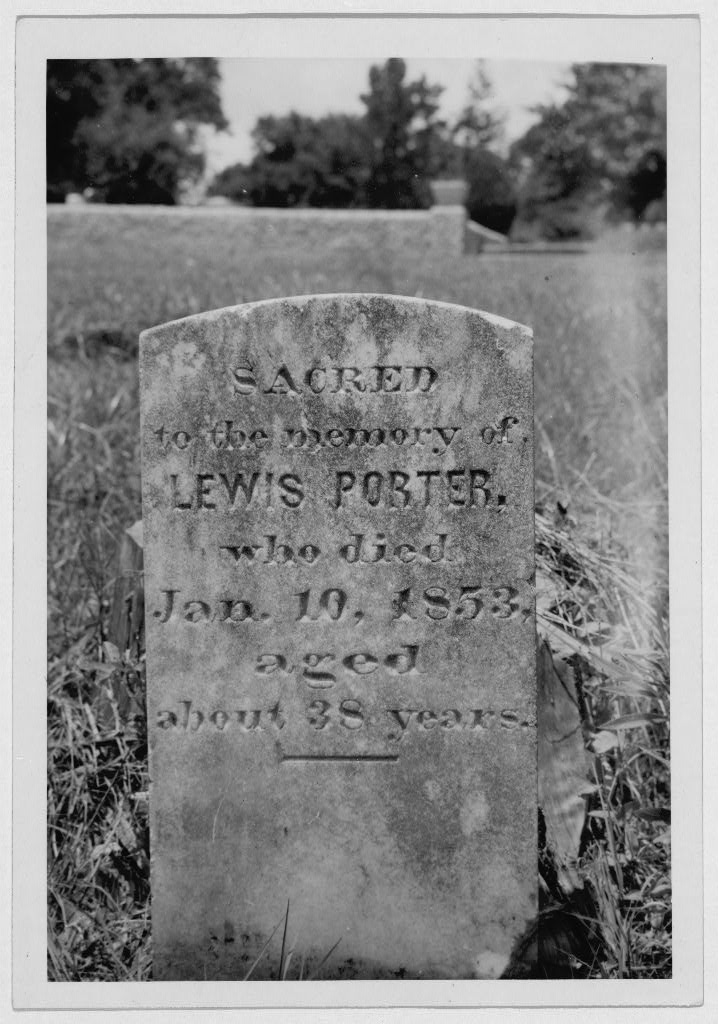 SACRED
to the memory of
LEWIS PORTER,
who died
Jan. 10, 1853,
aged
about 38 years.